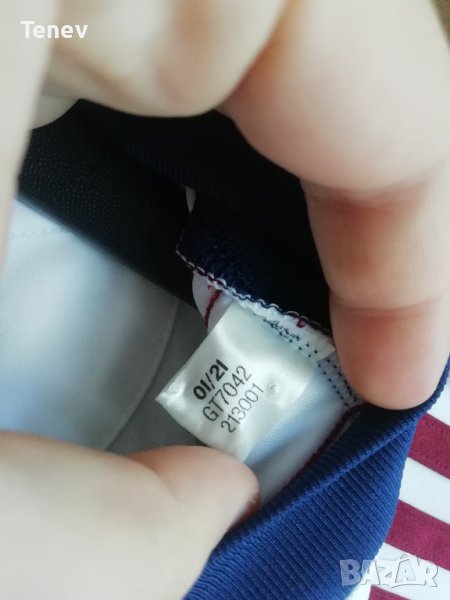 Tenev
01/21
GT7042
213001
BAZAR